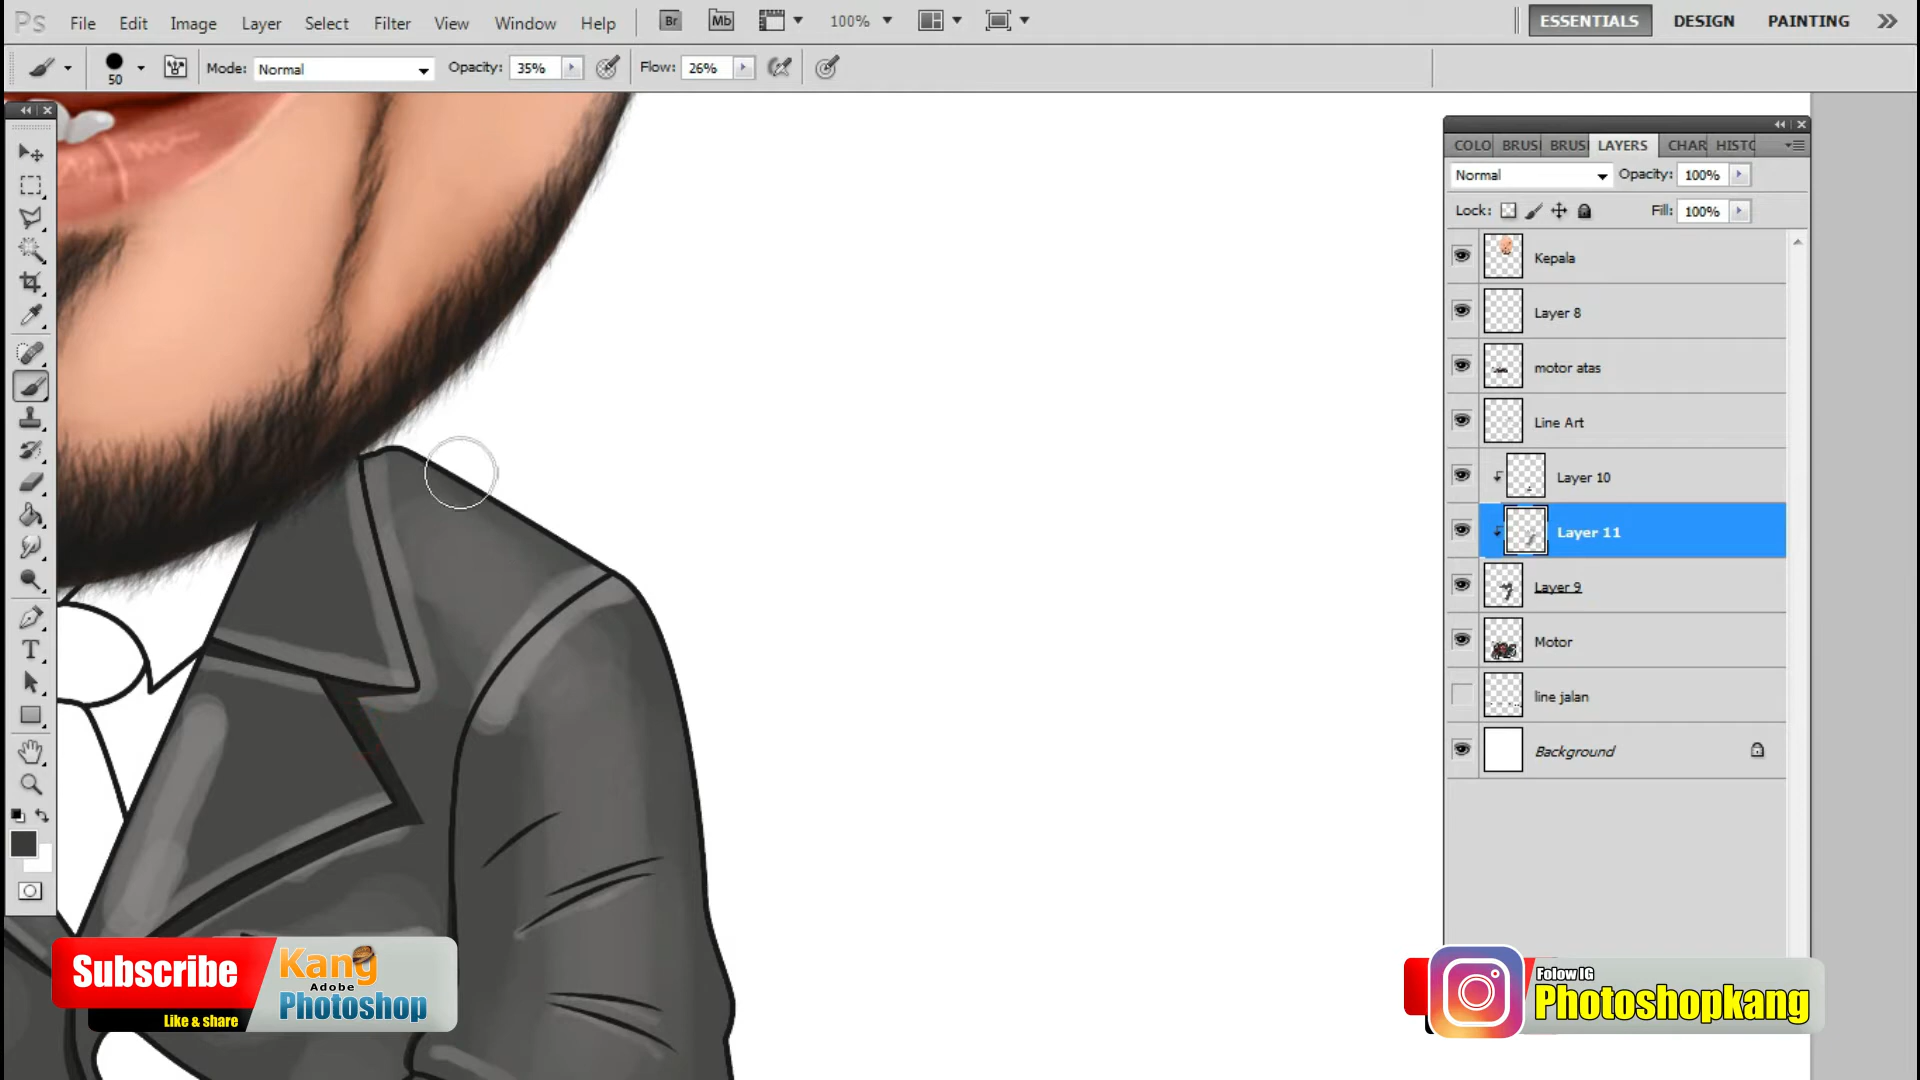 Ps File Edit Image Layer Select Filter View Window Help Br Mb 100% ESSENTIALS DESIGN PAINTING
50 Mode: Normal Opacity: 35% Flow: 26%
COLO BRUSI BRUSI LAYERS CHAR HISTO
Normal Opacity: 100%
Lock: Fill: 100%
Kepala
Layer 8
motor atas
Line Art
Layer 10
Layer 11
Layer 9
Motor
line jalan
Background
T
Subscribe
Like & share
Kang
Adobe
Photoshop
Folow IG
Photoshopkang